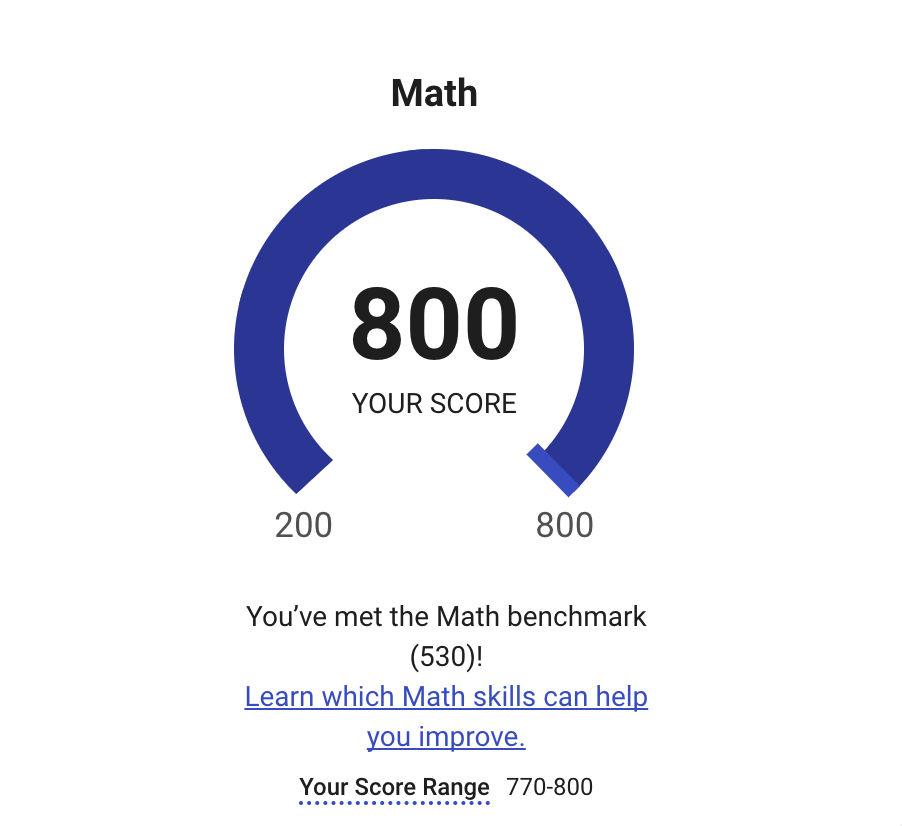 Math
800
YOUR SCORE
200 800
You’ve met the Math benchmark
(530)!
Learn which Math skills can help
you improve.
Your Score Range 770-800